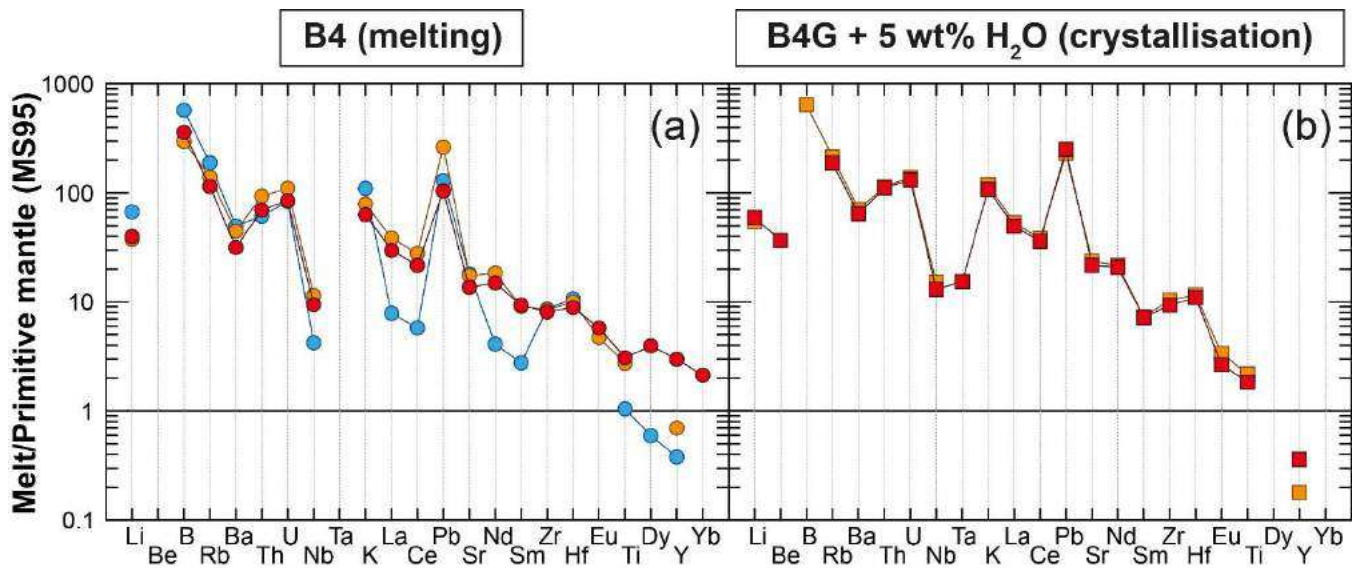 B4 (melting)
B4G + 5 wt% H₂O (crystallisation)
Melt/Primitive mantle (MS95)
1000
100
10
1
0.1
(a)
(b)
Li B Ba U Ta La Pb Nd Zr Eu Dy Yb
Be Rb Th Nb K Ce Sr Sm Hf Ti Y
Li B Ba U Ta La Pb Nd Zr Eu Dy Yb
Be Rb Th Nb K Ce Sr Sm Hf Ti Y